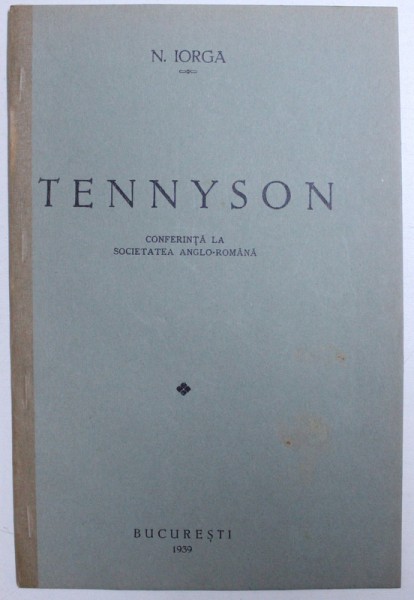 N. IORGA
TENNYSON
CONFERINȚĂ LA
SOCIETATEA ANGLO-ROMÂNĂ
BUCUREȘTI
1939